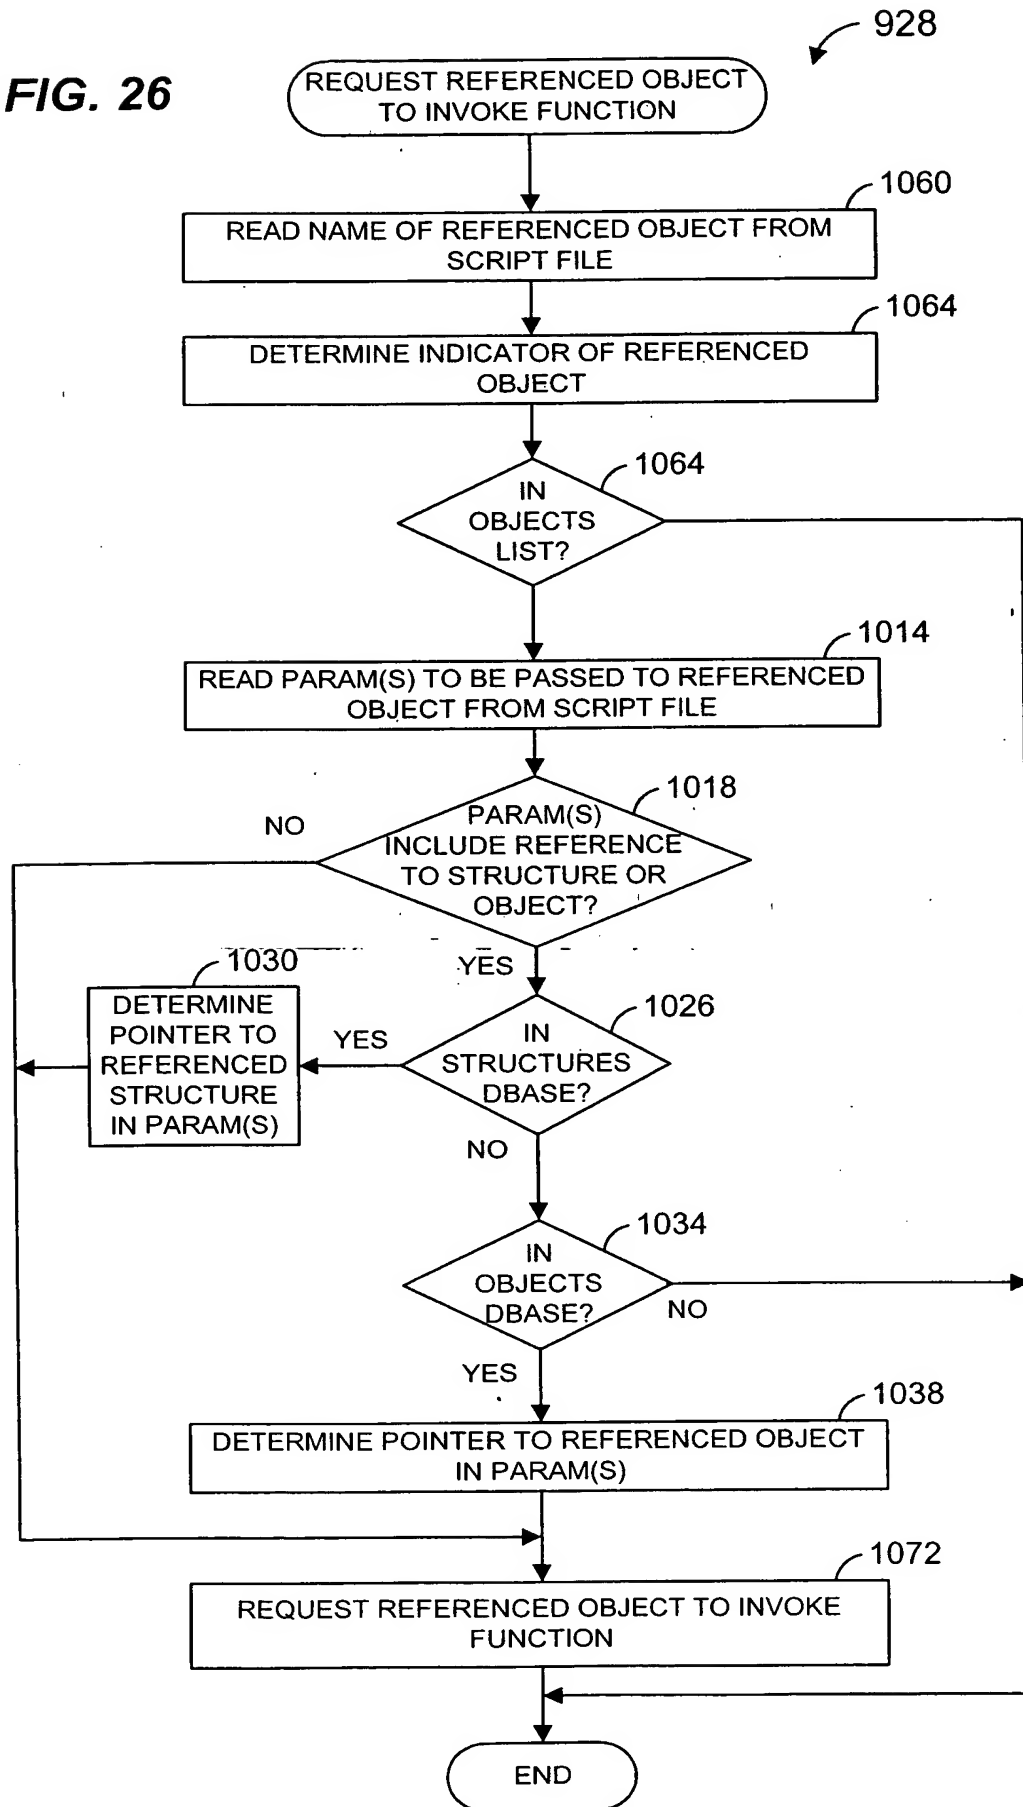 928
FIG. 26
REQUEST REFERENCED OBJECT
TO INVOKE FUNCTION
1060
READ NAME OF REFERENCED OBJECT FROM
SCRIPT FILE
1064
DETERMINE INDICATOR OF REFERENCED
OBJECT
1064
IN
OBJECTS
LIST?
1014
READ PARAM(S) TO BE PASSED TO REFERENCED
OBJECT FROM SCRIPT FILE
1018
PARAM(S)
INCLUDE REFERENCE
TO STRUCTURE OR
OBJECT?
NO
YES
1030
DETERMINE
POINTER TO
REFERENCED
STRUCTURE
IN PARAM(S)
YES
1026
IN
STRUCTURES
DBASE?
NO
1034
IN
OBJECTS
DBASE?
NO
YES
1038
DETERMINE POINTER TO REFERENCED OBJECT
IN PARAM(S)
1072
REQUEST REFERENCED OBJECT TO INVOKE
FUNCTION
END